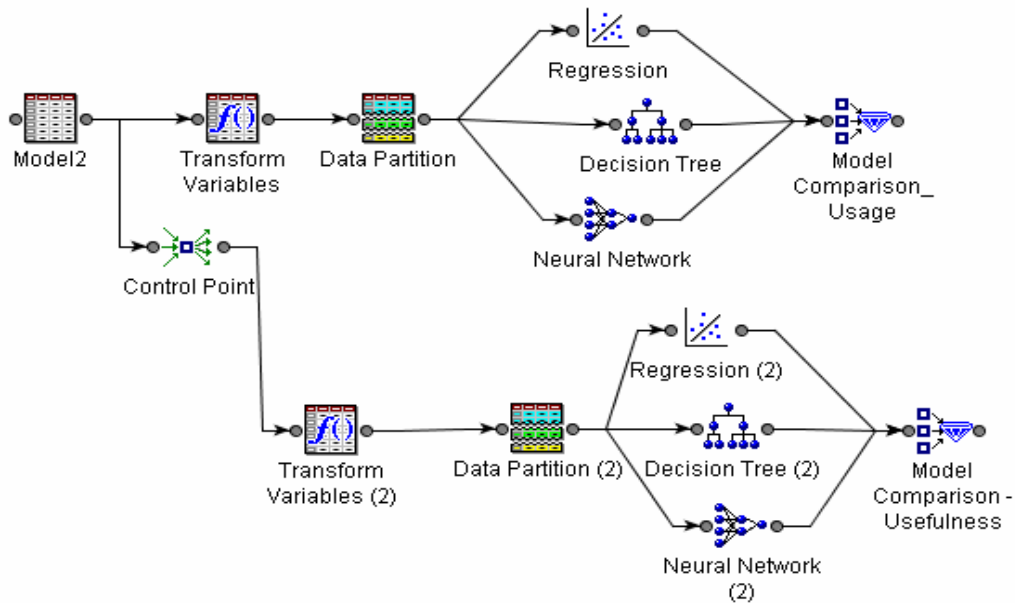 Regression
Model2
Transform
Variables
Data Partition
Decision Tree
Model
Comparison_
Usage
Neural Network
Control Point
Regression (2)
Transform
Variables (2)
Data Partition (2)
Decision Tree (2)
Model
Comparison -
Usefulness
Neural Network
(2)